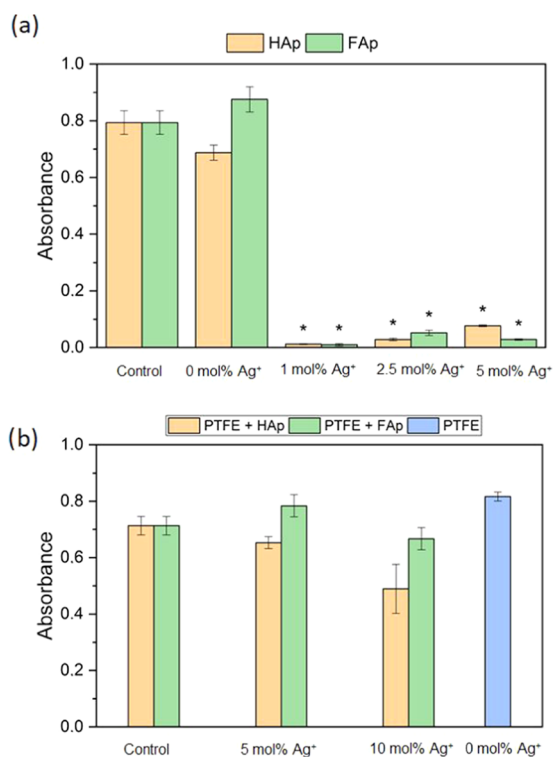 (a)
HAp FAp
1.0
0.8
0.6
0.4
0.2
0.0
Absorbance
* * * * * *
Control 0 mol% Ag⁺ 1 mol% Ag⁺ 2.5 mol% Ag⁺ 5 mol% Ag⁺
(b)
PTFE + HAp PTFE + FAp PTFE
1.0
0.8
0.6
0.4
0.2
0.0
Absorbance
Control 5 mol% Ag⁺ 10 mol% Ag⁺ 0 mol% Ag⁺